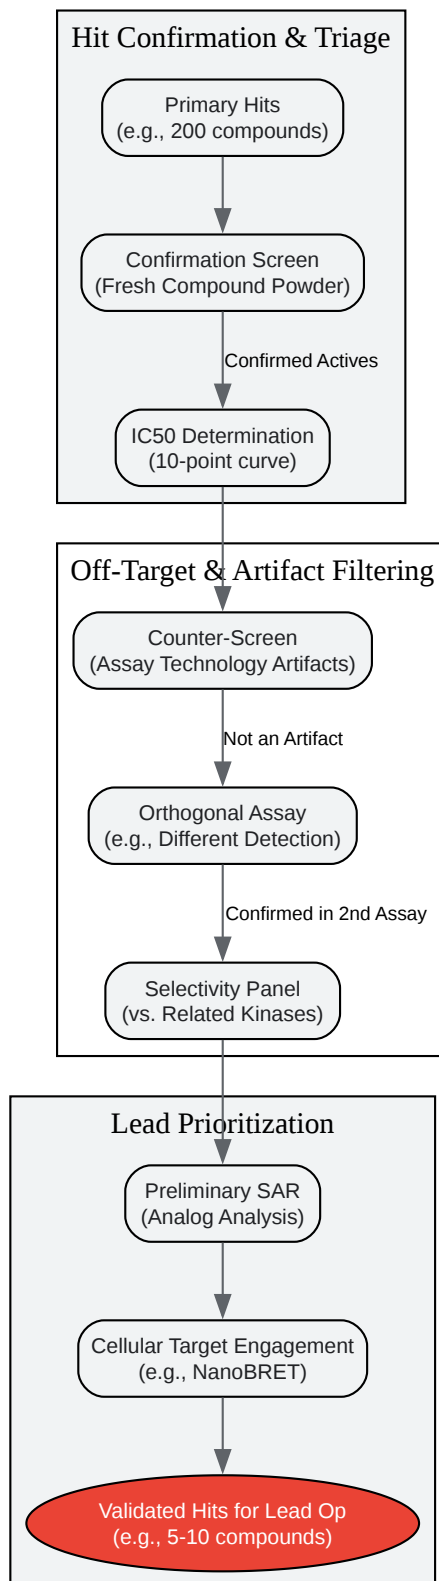 Hit Confirmation & Triage
Primary Hits
(e.g., 200 compounds)
Confirmation Screen
(Fresh Compound Powder)
Confirmed Actives
IC50 Determination
(10-point curve)
Off-Target & Artifact Filtering
Counter-Screen
(Assay Technology Artifacts)
Not an Artifact
Orthogonal Assay
(e.g., Different Detection)
Confirmed in 2nd Assay
Selectivity Panel
(vs. Related Kinases)
Lead Prioritization
Preliminary SAR
(Analog Analysis)
Cellular Target Engagement
(e.g., NanoBRET)
Validated Hits for Lead Op
(e.g., 5-10 compounds)